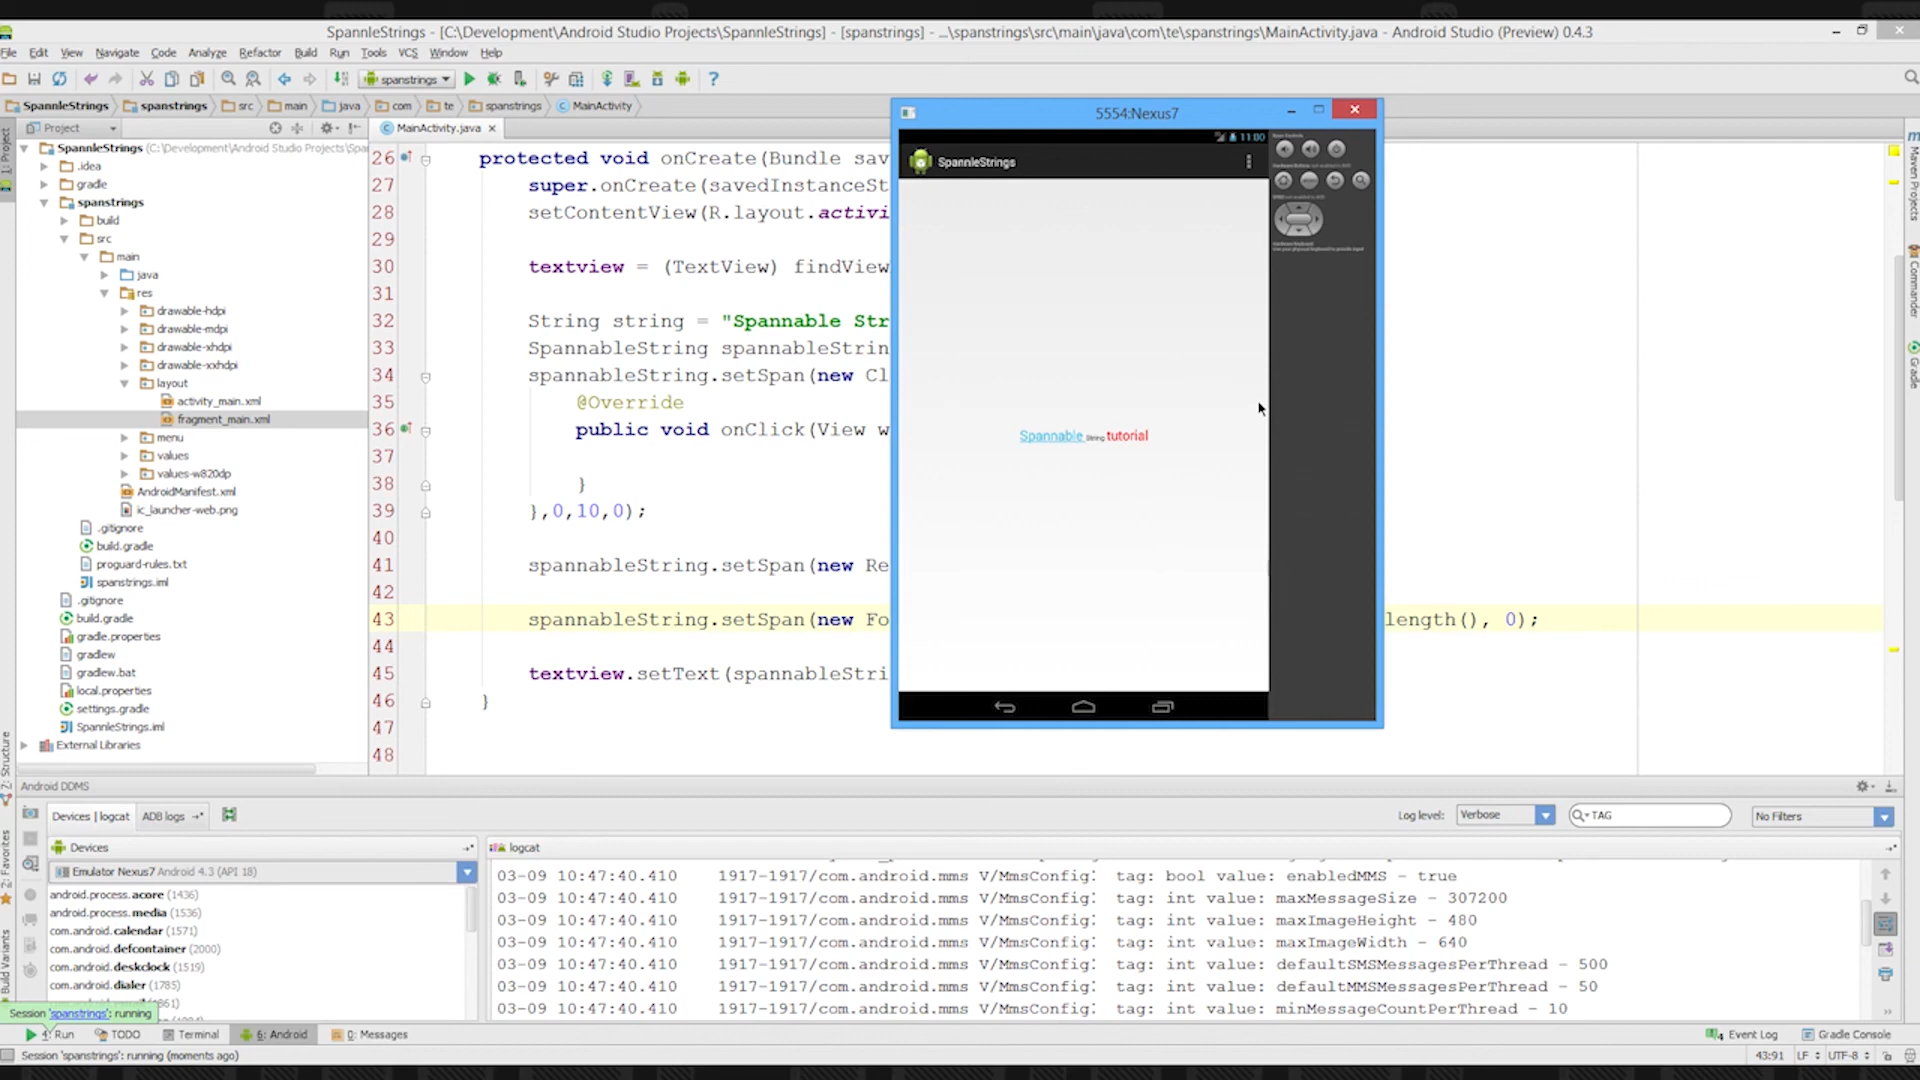 SpannleStrings - [C:\Development\Android Studio Projects\SpannleStrings] - [spanstrings] - ...\spanstrings\src\main\java\com\te\spanstrings\MainActivity.java - Android Studio (Preview) 0.4.3
File Edit View Navigate Code Analyze Refactor Build Run Tools VCS Window Help
spanstrings
SpannleStrings spanstrings src main java com te spanstrings MainActivity
Project
MainActivity.java
1: Project
SpannleStrings (C:\Development\Android Studio Projects\Spa
.idea
gradle
spanstrings
build
src
main
java
res
drawable-hdpi
drawable-mdpi
drawable-xhdpi
drawable-xxhdpi
layout
activity_main.xml
fragment_main.xml
menu
values
values-w820dp
AndroidManifest.xml
ic_launcher-web.png
.gitignore
build.gradle
proguard-rules.txt
spanstrings.iml
.gitignore
build.gradle
gradle.properties
gradlew
gradlew.bat
local.properties
settings.gradle
SpannleStrings.iml
External Libraries
26 protected void onCreate(Bundle sav
27 super.onCreate(savedInstanceSt
28 setContentView(R.layout.activi
29
30 textview = (TextView) findView
31
32 String string = "Spannable Str
33 SpannableString spannableStrin
34 spannableString.setSpan(new Cl
35 @Override
36 public void onClick(View w
37
38 }
39 },0,10,0);
40
41 spannableString.setSpan(new Re
42
43 spannableString.setSpan(new Fo length(), 0);
44
45 textview.setText(spannableStri
46 }
47
48
5554:Nexus7
11:00
SpannleStrings
Spannable String tutorial
Maven Projects
Commander
Gradle
Z: Structure
2: Favorites
Build Variants
Android DDMS
Devices | logcat ADB logs
Log level: Verbose TAG No Filters
Devices
logcat
Emulator Nexus7 Android 4.3 (API 18)
android.process.acore (1436)
android.process.media (1536)
com.android.calendar (1571)
com.android.defcontainer (2000)
com.android.deskclock (1519)
com.android.dialer (1785)
03-09 10:47:40.410 1917-1917/com.android.mms V/MmsConfig: tag: bool value: enabledMMS - true
03-09 10:47:40.410 1917-1917/com.android.mms V/MmsConfig: tag: int value: maxMessageSize - 307200
03-09 10:47:40.410 1917-1917/com.android.mms V/MmsConfig: tag: int value: maxImageHeight - 480
03-09 10:47:40.410 1917-1917/com.android.mms V/MmsConfig: tag: int value: maxImageWidth - 640
03-09 10:47:40.410 1917-1917/com.android.mms V/MmsConfig: tag: int value: defaultSMSMessagesPerThread - 500
03-09 10:47:40.410 1917-1917/com.android.mms V/MmsConfig: tag: int value: defaultMMSMessagesPerThread - 50
03-09 10:47:40.410 1917-1917/com.android.mms V/MmsConfig: tag: int value: minMessageCountPerThread - 10
Session 'spanstrings': running
4: Run TODO Terminal 6: Android 0: Messages Event Log Gradle Console
Session 'spanstrings': running (moments ago) 43:91 LF UTF-8